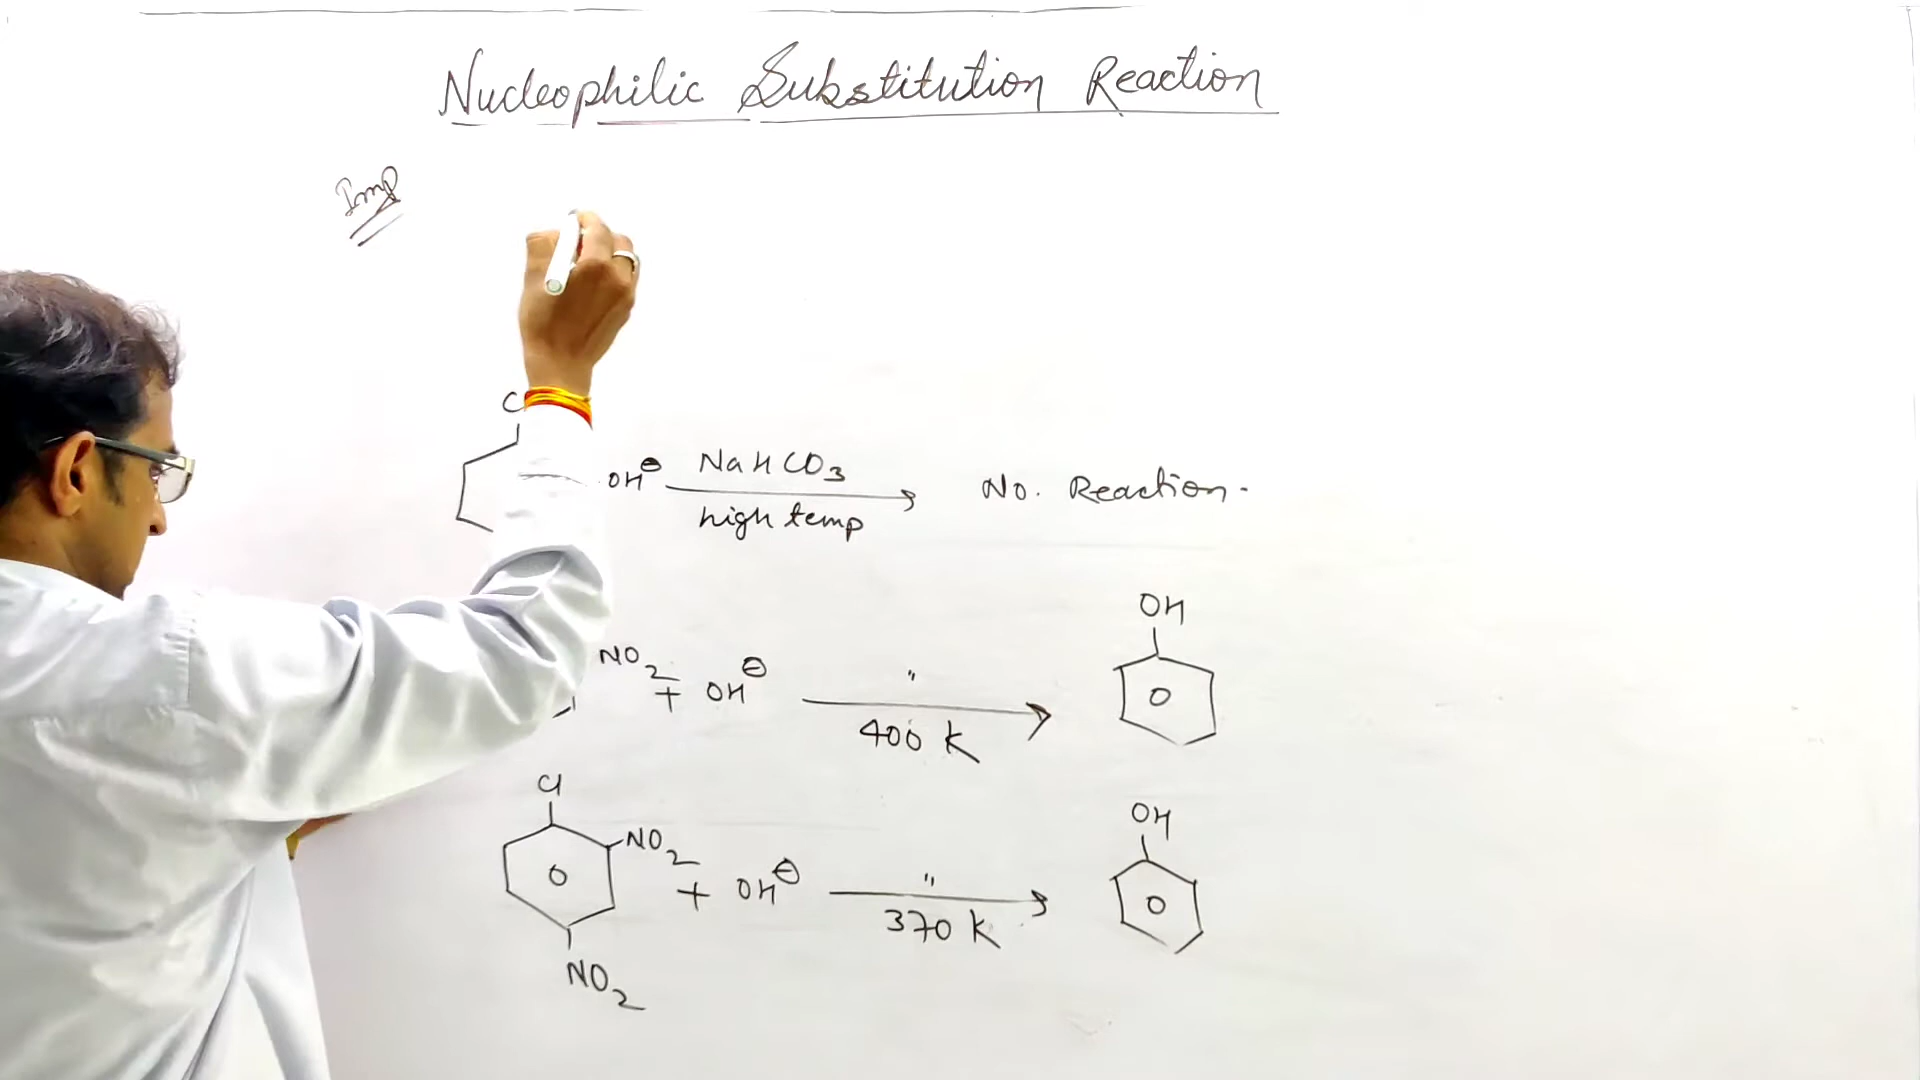 Nucleophilic Substitution Reaction
Imp
C
OH⊖ NaHCO3 No. Reaction.
high temp
OH
NO2 + OH⊖ " O
400 K
Cl
OH
NO2
O + OH⊖ " O
370 K
NO2